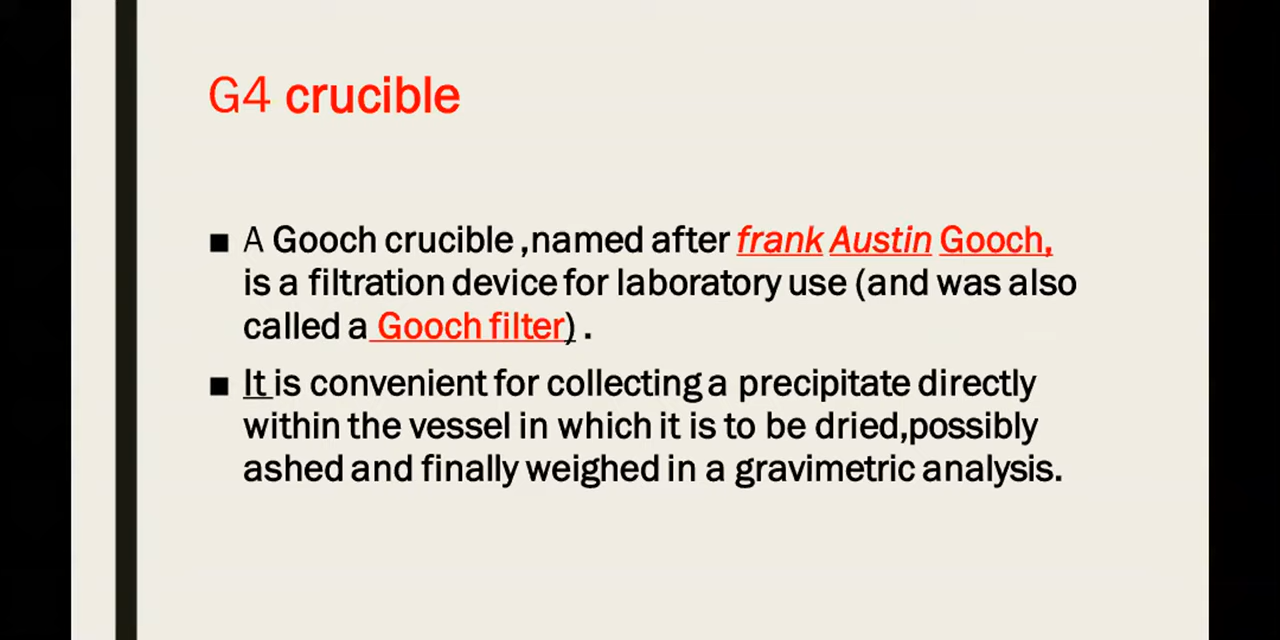 G4 crucible
■ A Gooch crucible ,named after frank Austin Gooch,
is a filtration device for laboratory use (and was also
called a Gooch filter) .
■ It is convenient for collecting a precipitate directly
within the vessel in which it is to be dried,possibly
ashed and finally weighed in a gravimetric analysis.